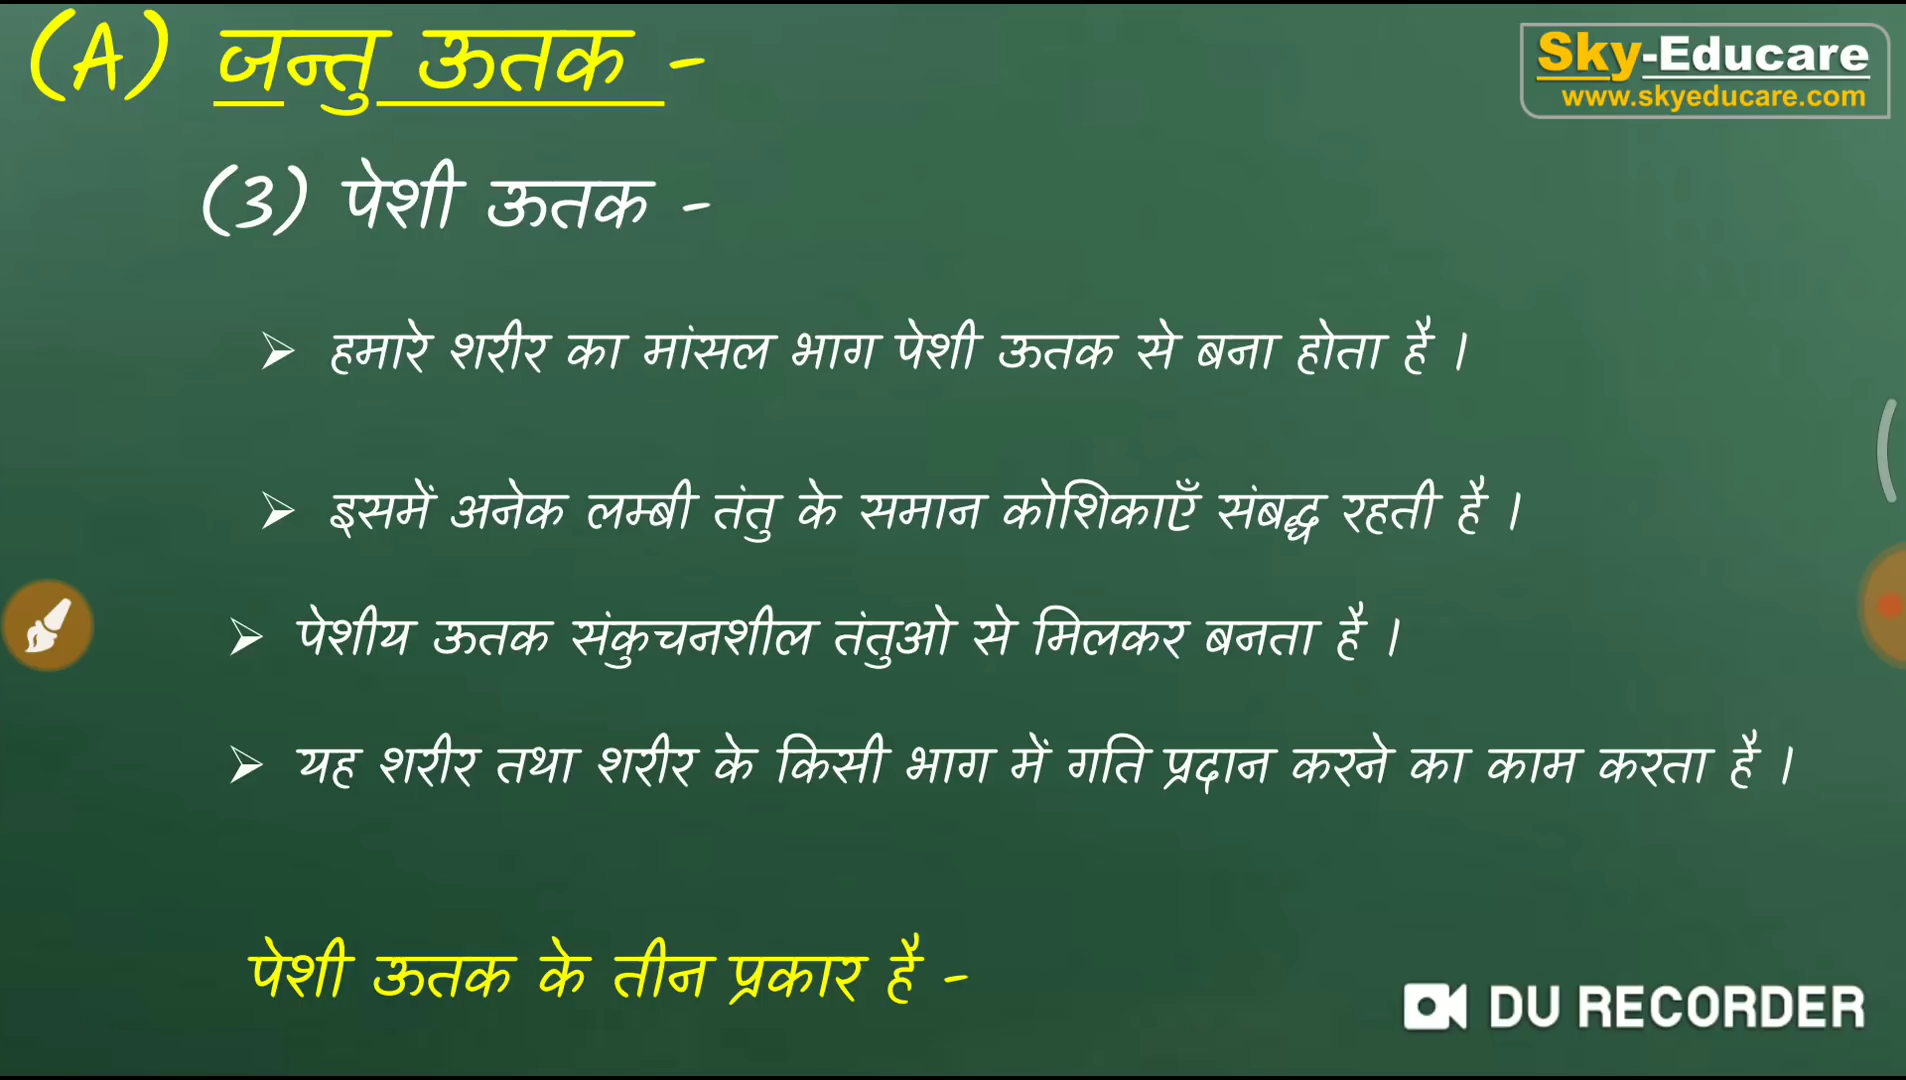 (A) जन्तु ऊतक -
Sky-Educare
www.skyeducare.com
(3) पेशी ऊतक -
➢ हमारे शरीर का मांसल भाग पेशी ऊतक से बना होता है ।
➢ इसमें अनेक लम्बी तंतु के समान कोशिकाएँ संबद्ध रहती है ।
➢ पेशीय ऊतक संकुचनशील तंतुओ से मिलकर बनता है ।
➢ यह शरीर तथा शरीर के किसी भाग में गति प्रदान करने का काम करता है ।
पेशी ऊतक के तीन प्रकार है -
DU RECORDER